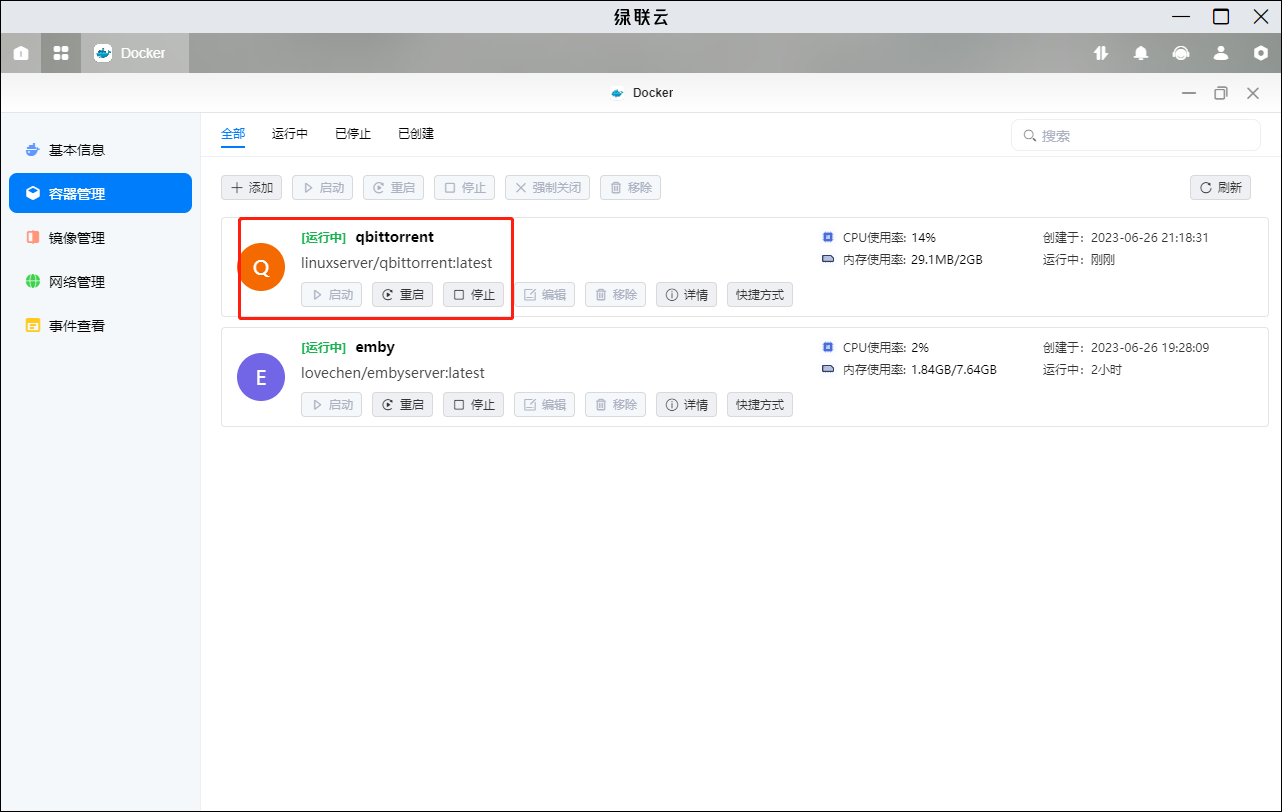 绿联云
Docker
Docker
基本信息
容器管理
镜像管理
网络管理
事件查看
全部 运行中 已停止 已创建 搜索
添加 启动 重启 停止 强制关闭 移除 刷新
Q [运行中] qbittorrent CPU使用率: 14% 创建于: 2023-06-26 21:18:31
linuxserver/qbittorrent:latest 内存使用率: 29.1MB/2GB 运行中: 刚刚
启动 重启 停止 编辑 移除 详情 快捷方式
E [运行中] emby CPU使用率: 2% 创建于: 2023-06-26 19:28:09
lovechen/embyserver:latest 内存使用率: 1.84GB/7.64GB 运行中: 2小时
启动 重启 停止 编辑 移除 详情 快捷方式